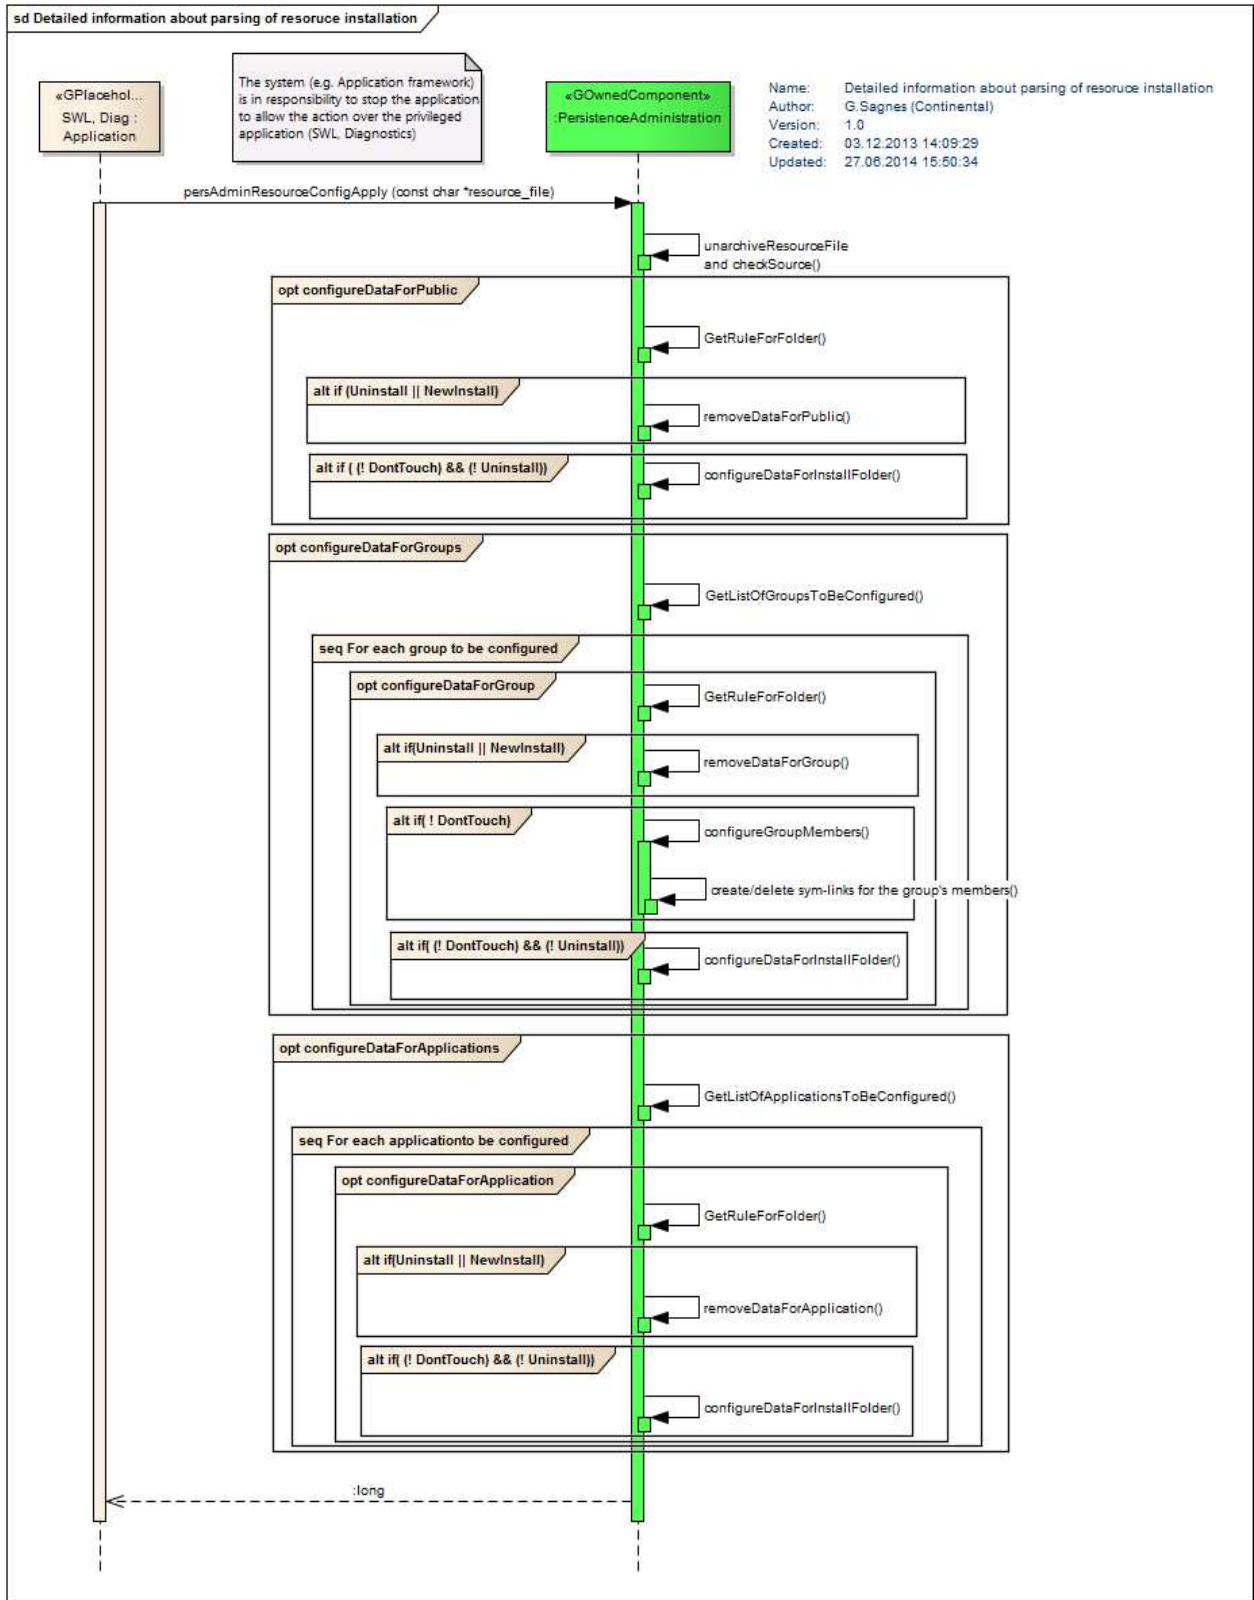 sd Detailed information about parsing of resoruce installation
«GPlacehol...
SWL, Diag :
Application
The system (e.g. Application framework)
is in responsibility to stop the application
to allow the action over the privileged
application (SWL, Diagnostics)
«GOwnedComponent»
:PersistenceAdministration
Name: Detailed information about parsing of resoruce installation
Author: G.Sagnes (Continental)
Version: 1.0
Created: 03.12.2013 14:09:29
Updated: 27.06.2014 15:50:34
persAdminResourceConfigApply (const char *resource_file)
unarchiveResourceFile
and checkSource()
opt configureDataForPublic
GetRuleForFolder()
alt if (Uninstall || NewInstall)
removeDataForPublic()
alt if ( (! DontTouch) && (! Uninstall))
configureDataForInstallFolder()
opt configureDataForGroups
GetListOfGroupsToBeConfigured()
seq For each group to be configured
opt configureDataForGroup
GetRuleForFolder()
alt if(Uninstall || NewInstall)
removeDataForGroup()
alt if( ! DontTouch)
configureGroupMembers()
create/delete sym-links for the group's members()
alt if( (! DontTouch) && (! Uninstall))
configureDataForInstallFolder()
opt configureDataForApplications
GetListOfApplicationsToBeConfigured()
seq For each applicationto be configured
opt configureDataForApplication
GetRuleForFolder()
alt if(Uninstall || NewInstall)
removeDataForApplication()
alt if( (! DontTouch) && (! Uninstall))
configureDataForInstallFolder()
:long